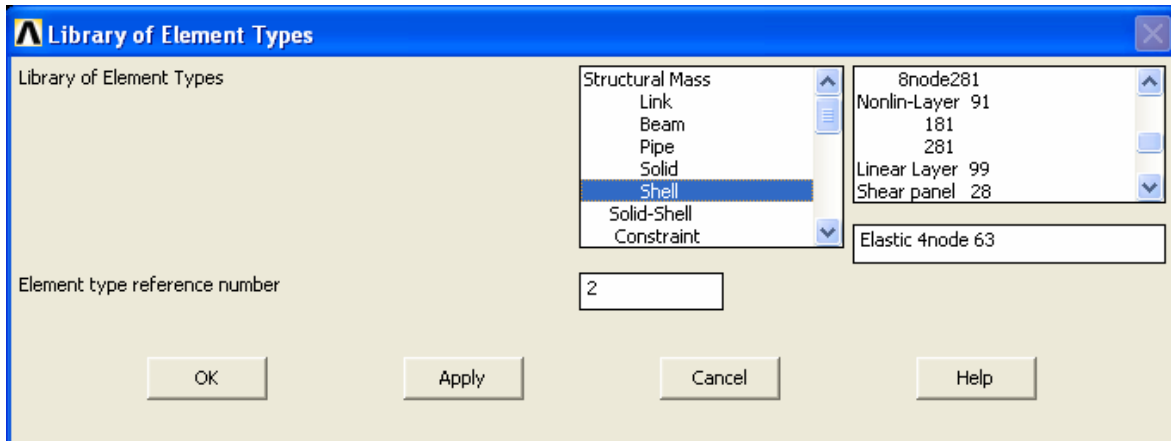 Library of Element Types
Library of Element Types
Structural Mass
Link
Beam
Pipe
Solid
Shell
Solid-Shell
Constraint
8node281
Nonlin-Layer 91
181
281
Linear Layer 99
Shear panel 28
Elastic 4node 63
Element type reference number
2
OK
Apply
Cancel
Help